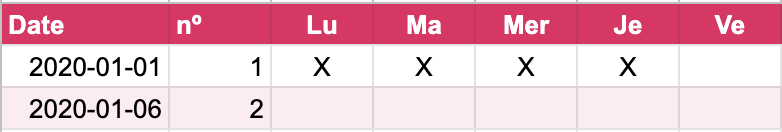 Date nº Lu Ma Mer Je Ve
2020-01-01 1 X X X X
2020-01-06 2